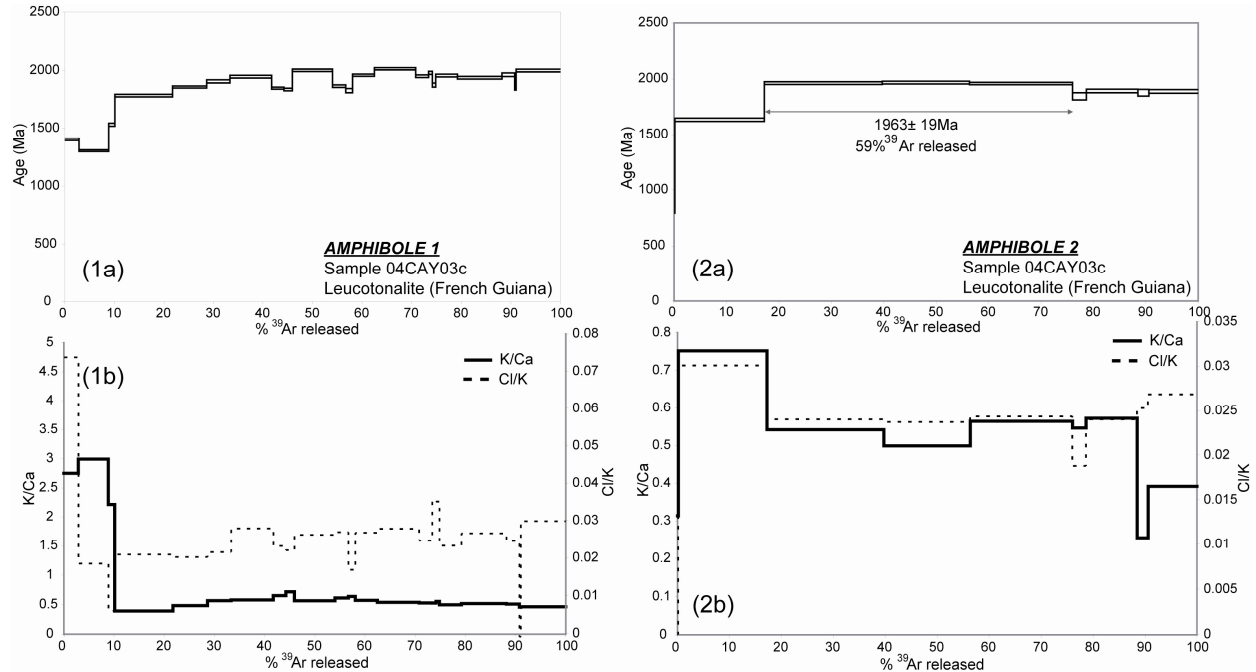 2500
2000
1500
1000
500
0
Age (Ma)
AMPHIBOLE 1
Sample 04CAY03c
Leucotonalite (French Guiana)
(1a)
0 10 20 30 40 50 60 70 80 90 100
% ³⁹Ar released
2500
2000
1500
1000
500
0
Age (Ma)
1963± 19Ma
59%³⁹Ar released
AMPHIBOLE 2
Sample 04CAY03c
Leucotonalite (French Guiana)
(2a)
0 10 20 30 40 50 60 70 80 90 100
% ³⁹Ar released
5
4.5
4
3.5
3
2.5
2
1.5
1
0.5
0
K/Ca
(1b)
K/Ca
Cl/K
0.08
0.07
0.06
0.05
0.04
0.03
0.02
0.01
0
Cl/K
0 10 20 30 40 50 60 70 80 90 100
% ³⁹Ar released
0.8
0.7
0.6
0.5
0.4
0.3
0.2
0.1
0
K/Ca
(2b)
K/Ca
Cl/K
0.035
0.03
0.025
0.02
0.015
0.01
0.005
0
Cl/K
0 10 20 30 40 50 60 70 80 90 100
% ³⁹Ar released